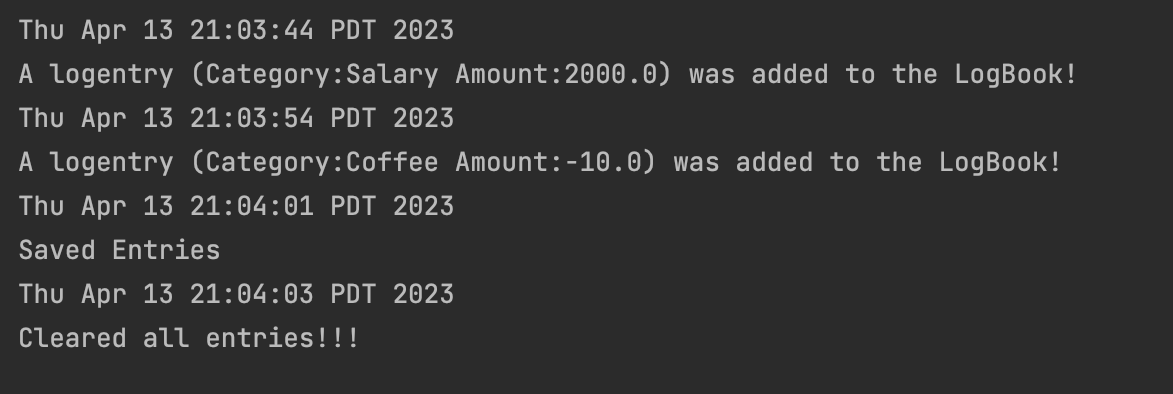 Thu Apr 13 21:03:44 PDT 2023
A logentry (Category:Salary Amount:2000.0) was added to the LogBook!
Thu Apr 13 21:03:54 PDT 2023
A logentry (Category:Coffee Amount:-10.0) was added to the LogBook!
Thu Apr 13 21:04:01 PDT 2023
Saved Entries
Thu Apr 13 21:04:03 PDT 2023
Cleared all entries!!!